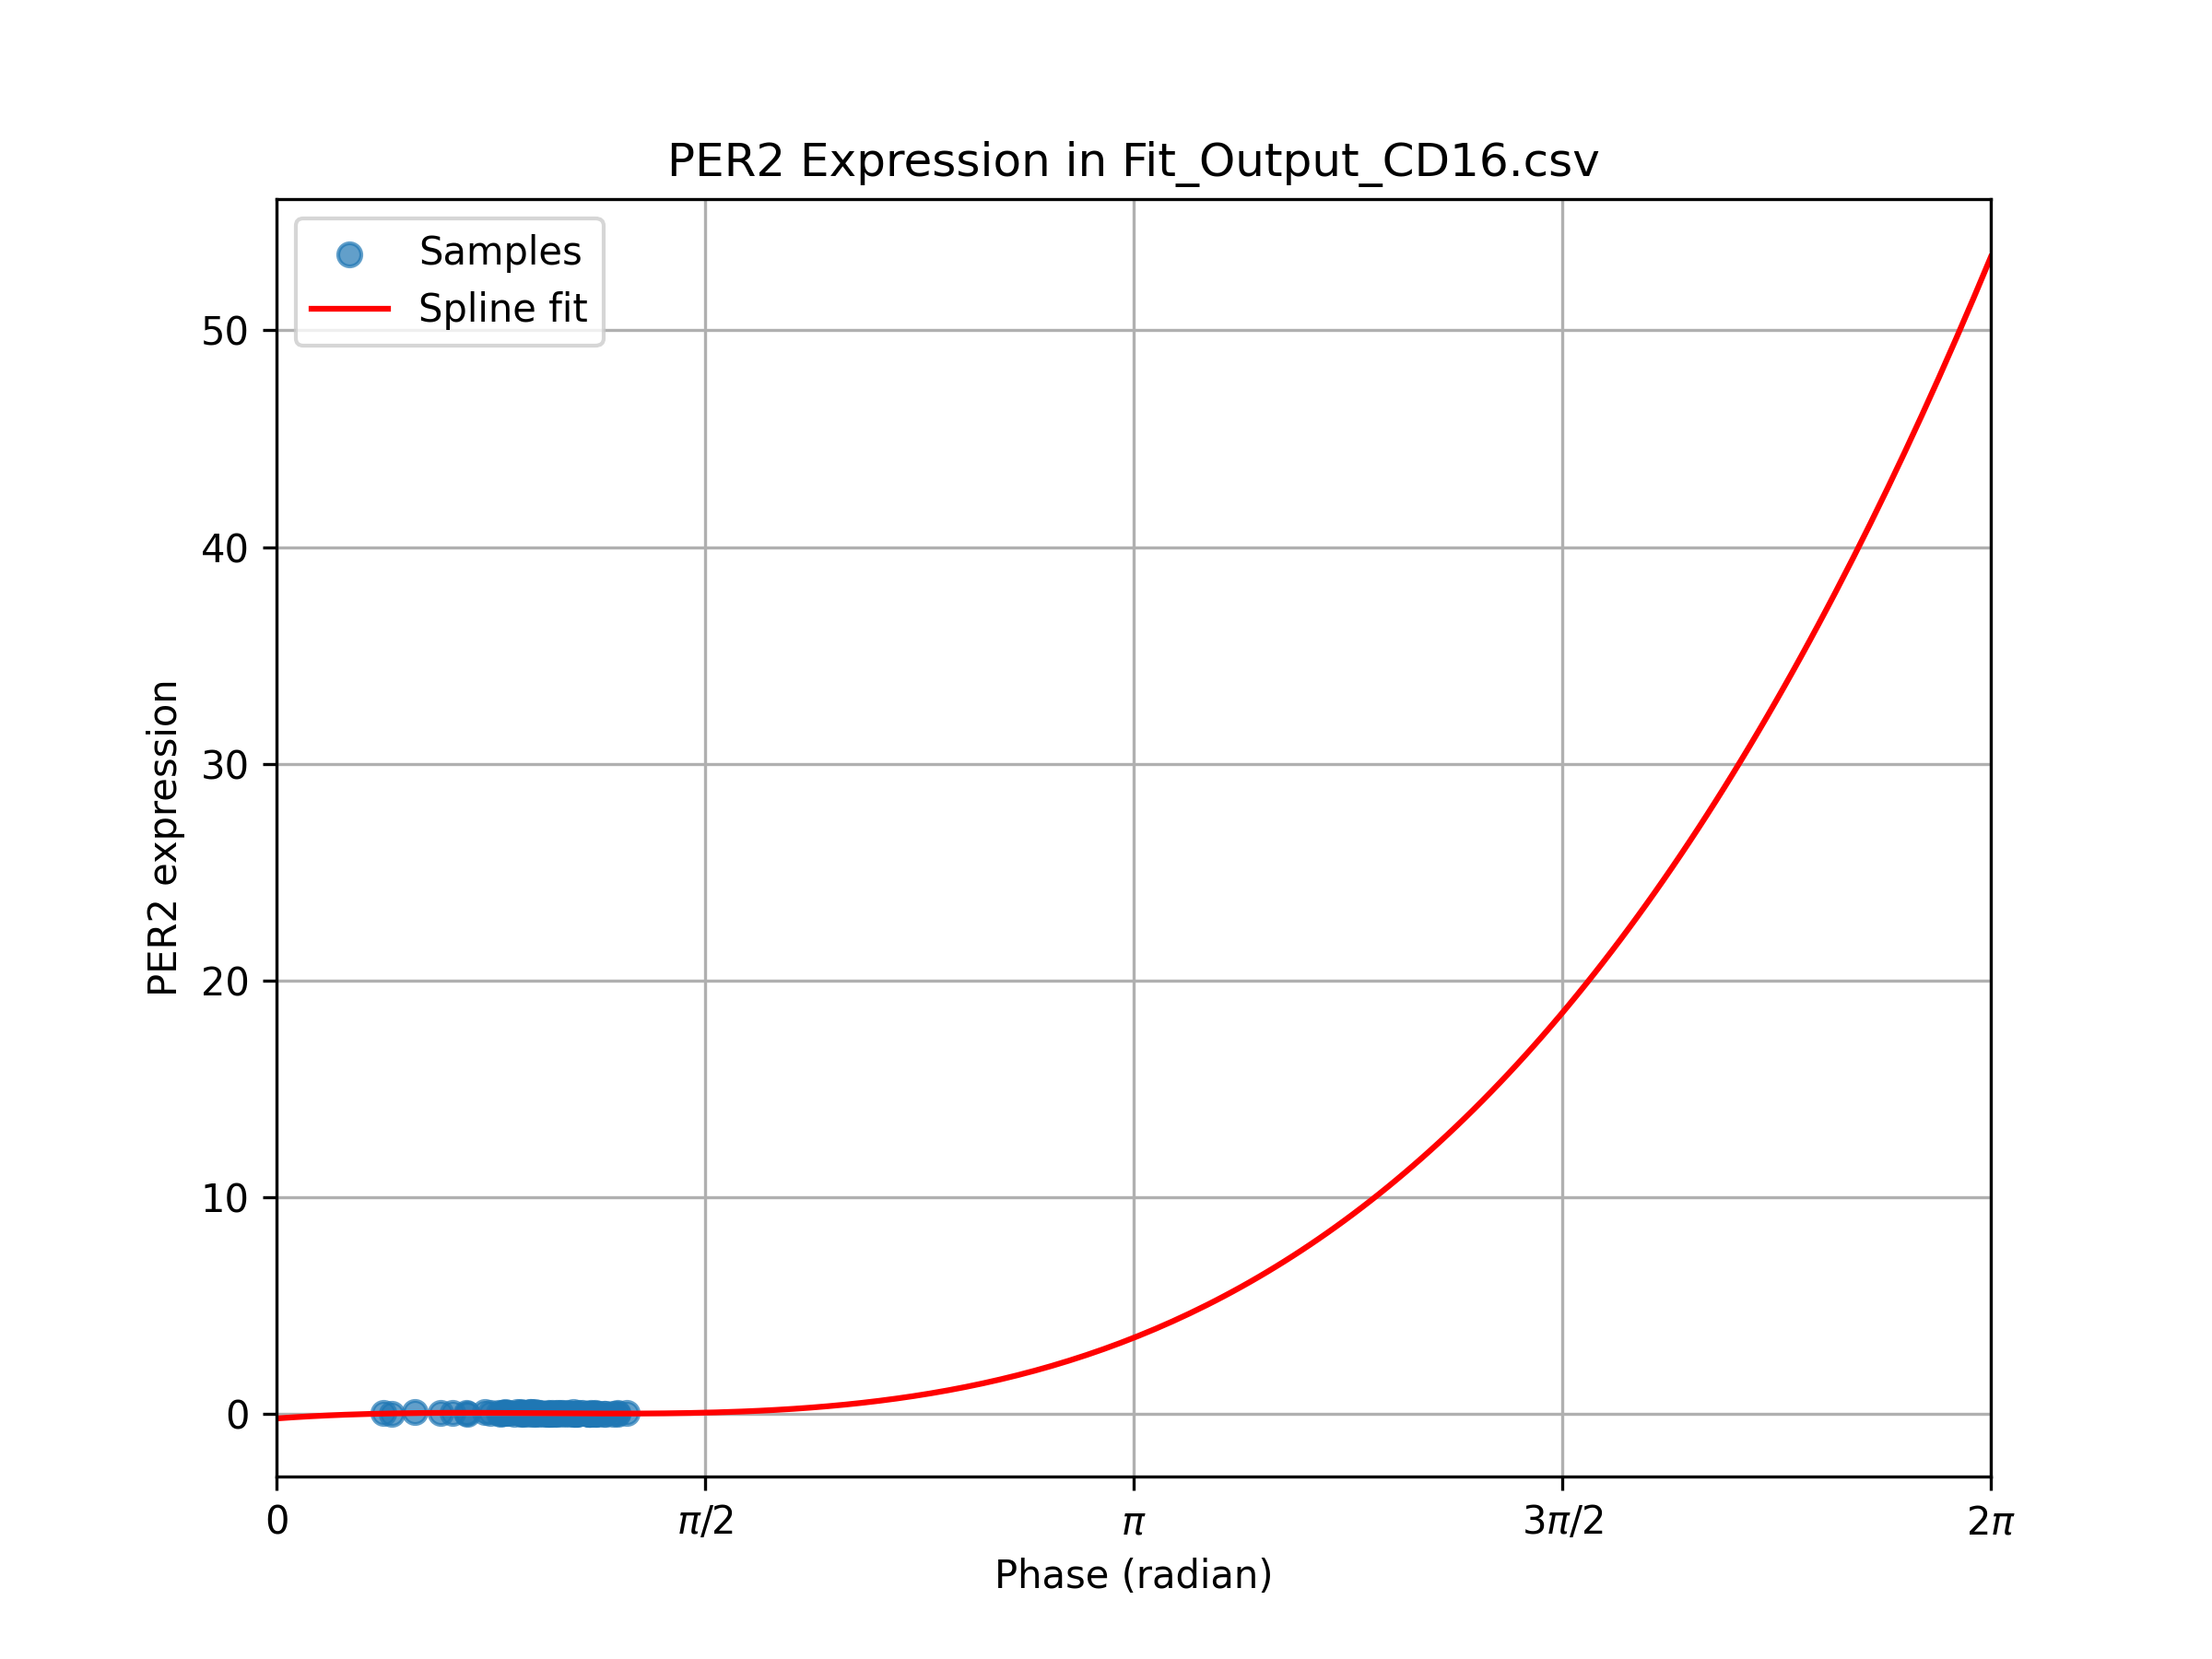 PER2 Expression in Fit_Output_CD16.csv
Samples
Spline fit
PER2 expression
50
40
30
20
10
0
0
π/2
π
3π/2
2π
Phase (radian)